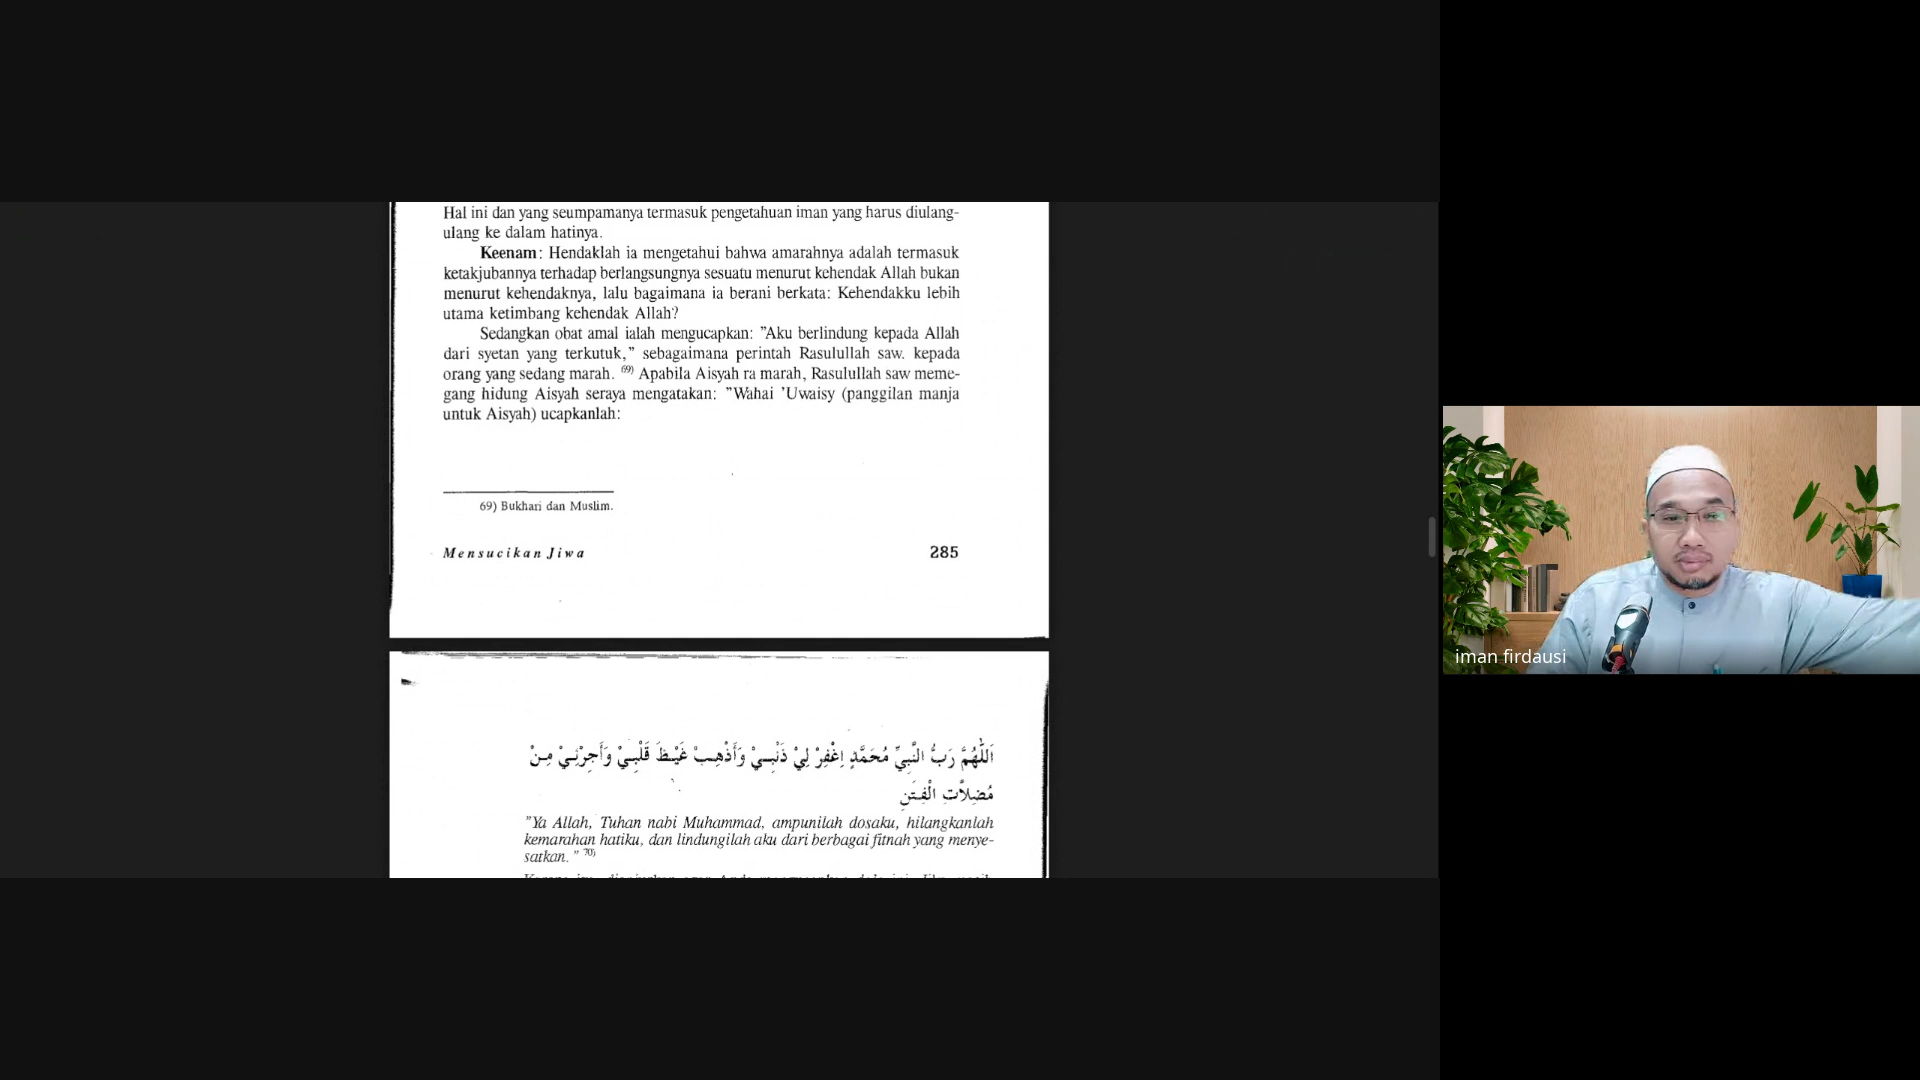 Hal ini dan yang seumpamanya termasuk pengetahuan iman yang harus diulang-
ulang ke dalam hatinya.
Keenam: Hendaklah ia mengetahui bahwa amarahnya adalah termasuk
ketakjubannya terhadap berlangsungnya sesuatu menurut kehendak Allah bukan
menurut kehendaknya, lalu bagaimana ia berani berkata: Kehendakku lebih
utama ketimbang kehendak Allah?
Sedangkan obat amal ialah mengucapkan: ”Aku berlindung kepada Allah
dari syetan yang terkutuk,” sebagaimana perintah Rasulullah saw. kepada
orang yang sedang marah. 69) Apabila Aisyah ra marah, Rasulullah saw meme-
gang hidung Aisyah seraya mengatakan: ”Wahai 'Uwaisy (panggilan manja
untuk Aisyah) ucapkanlah:
69) Bukhari dan Muslim.
Mensucikan Jiwa 285
اَللّٰهُمَّ رَبُّ النَّبِيِّ مُحَمَّدٍ اِغْفِرْ لِيْ ذَنْبِيْ وَأَذْهِبْ غَيْظَ قَلْبِيْ وَأَجِرْنِيْ مِنْ
مُضِلاَّتِ الْفِتَنِ
”Ya Allah, Tuhan nabi Muhammad, ampunilah dosaku, hilangkanlah
kemarahan hatiku, dan lindungilah aku dari berbagai fitnah yang menye-
satkan.” 70)
iman firdausi